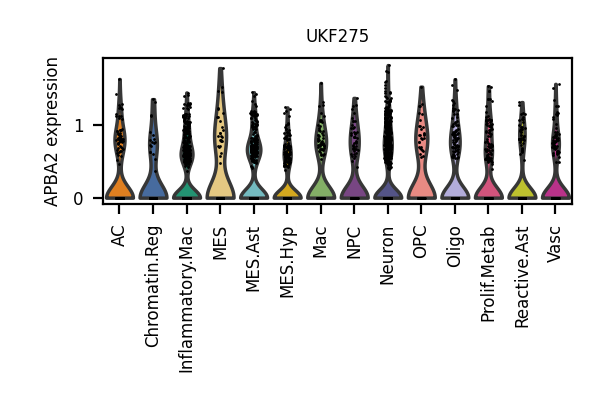 UKF275
APBA2 expression
1
0
AC
Chromatin.Reg
Inflammatory.Mac
MES
MES.Ast
MES.Hyp
Mac
NPC
Neuron
OPC
Oligo
Prolif.Metab
Reactive.Ast
Vasc